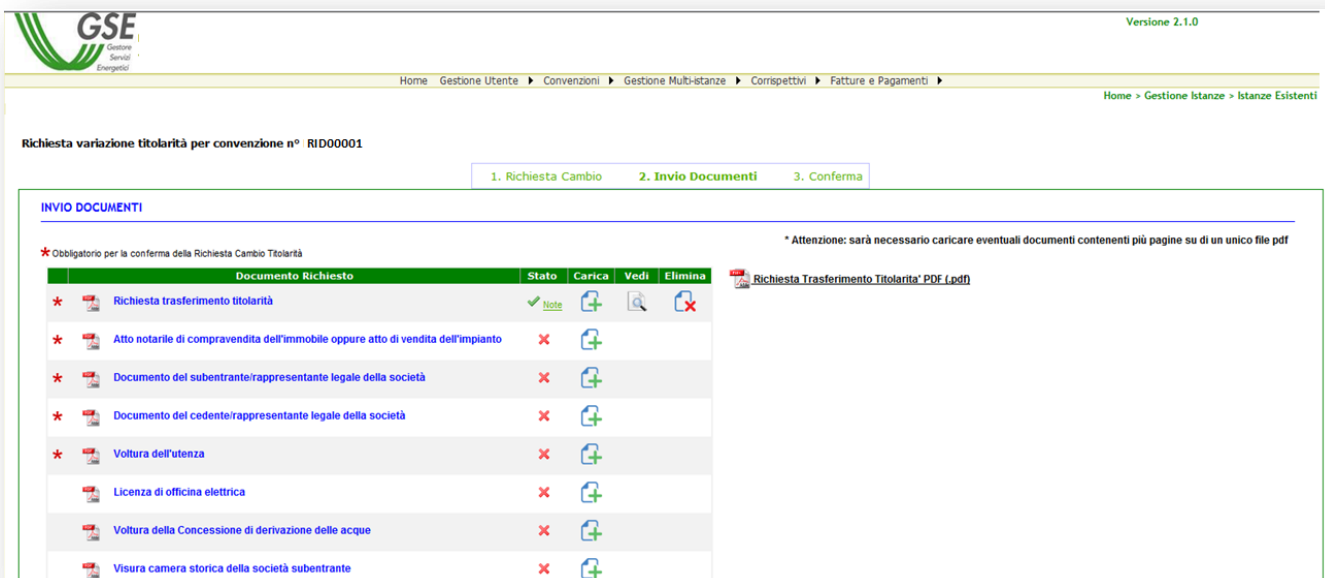 GSE
Gestore
Servizi
Energetici
Versione 2.1.0
Home Gestione Utente Convenzioni Gestione Multi-istanze Corrispettivi Fatture e Pagamenti
Home > Gestione Istanze > Istanze Esistenti
Richiesta variazione titolarità per convenzione n° RID00001
1. Richiesta Cambio 2. Invio Documenti 3. Conferma
INVIO DOCUMENTI
* Attenzione: sarà necessario caricare eventuali documenti contenenti più pagine su di un unico file pdf
* Obbligatorio per la conferma della Richiesta Cambio Titolarità
Documento Richiesto Stato Carica Vedi Elimina
Richiesta Trasferimento Titolarita' PDF (.pdf)
* Richiesta trasferimento titolarità Note
* Atto notarile di compravendita dell'immobile oppure atto di vendita dell'impianto
* Documento del subentrante/rappresentante legale della società
* Documento del cedente/rappresentante legale della società
* Voltura dell'utenza
Licenza di officina elettrica
Voltura della Concessione di derivazione delle acque
Visura camera storica della società subentrante